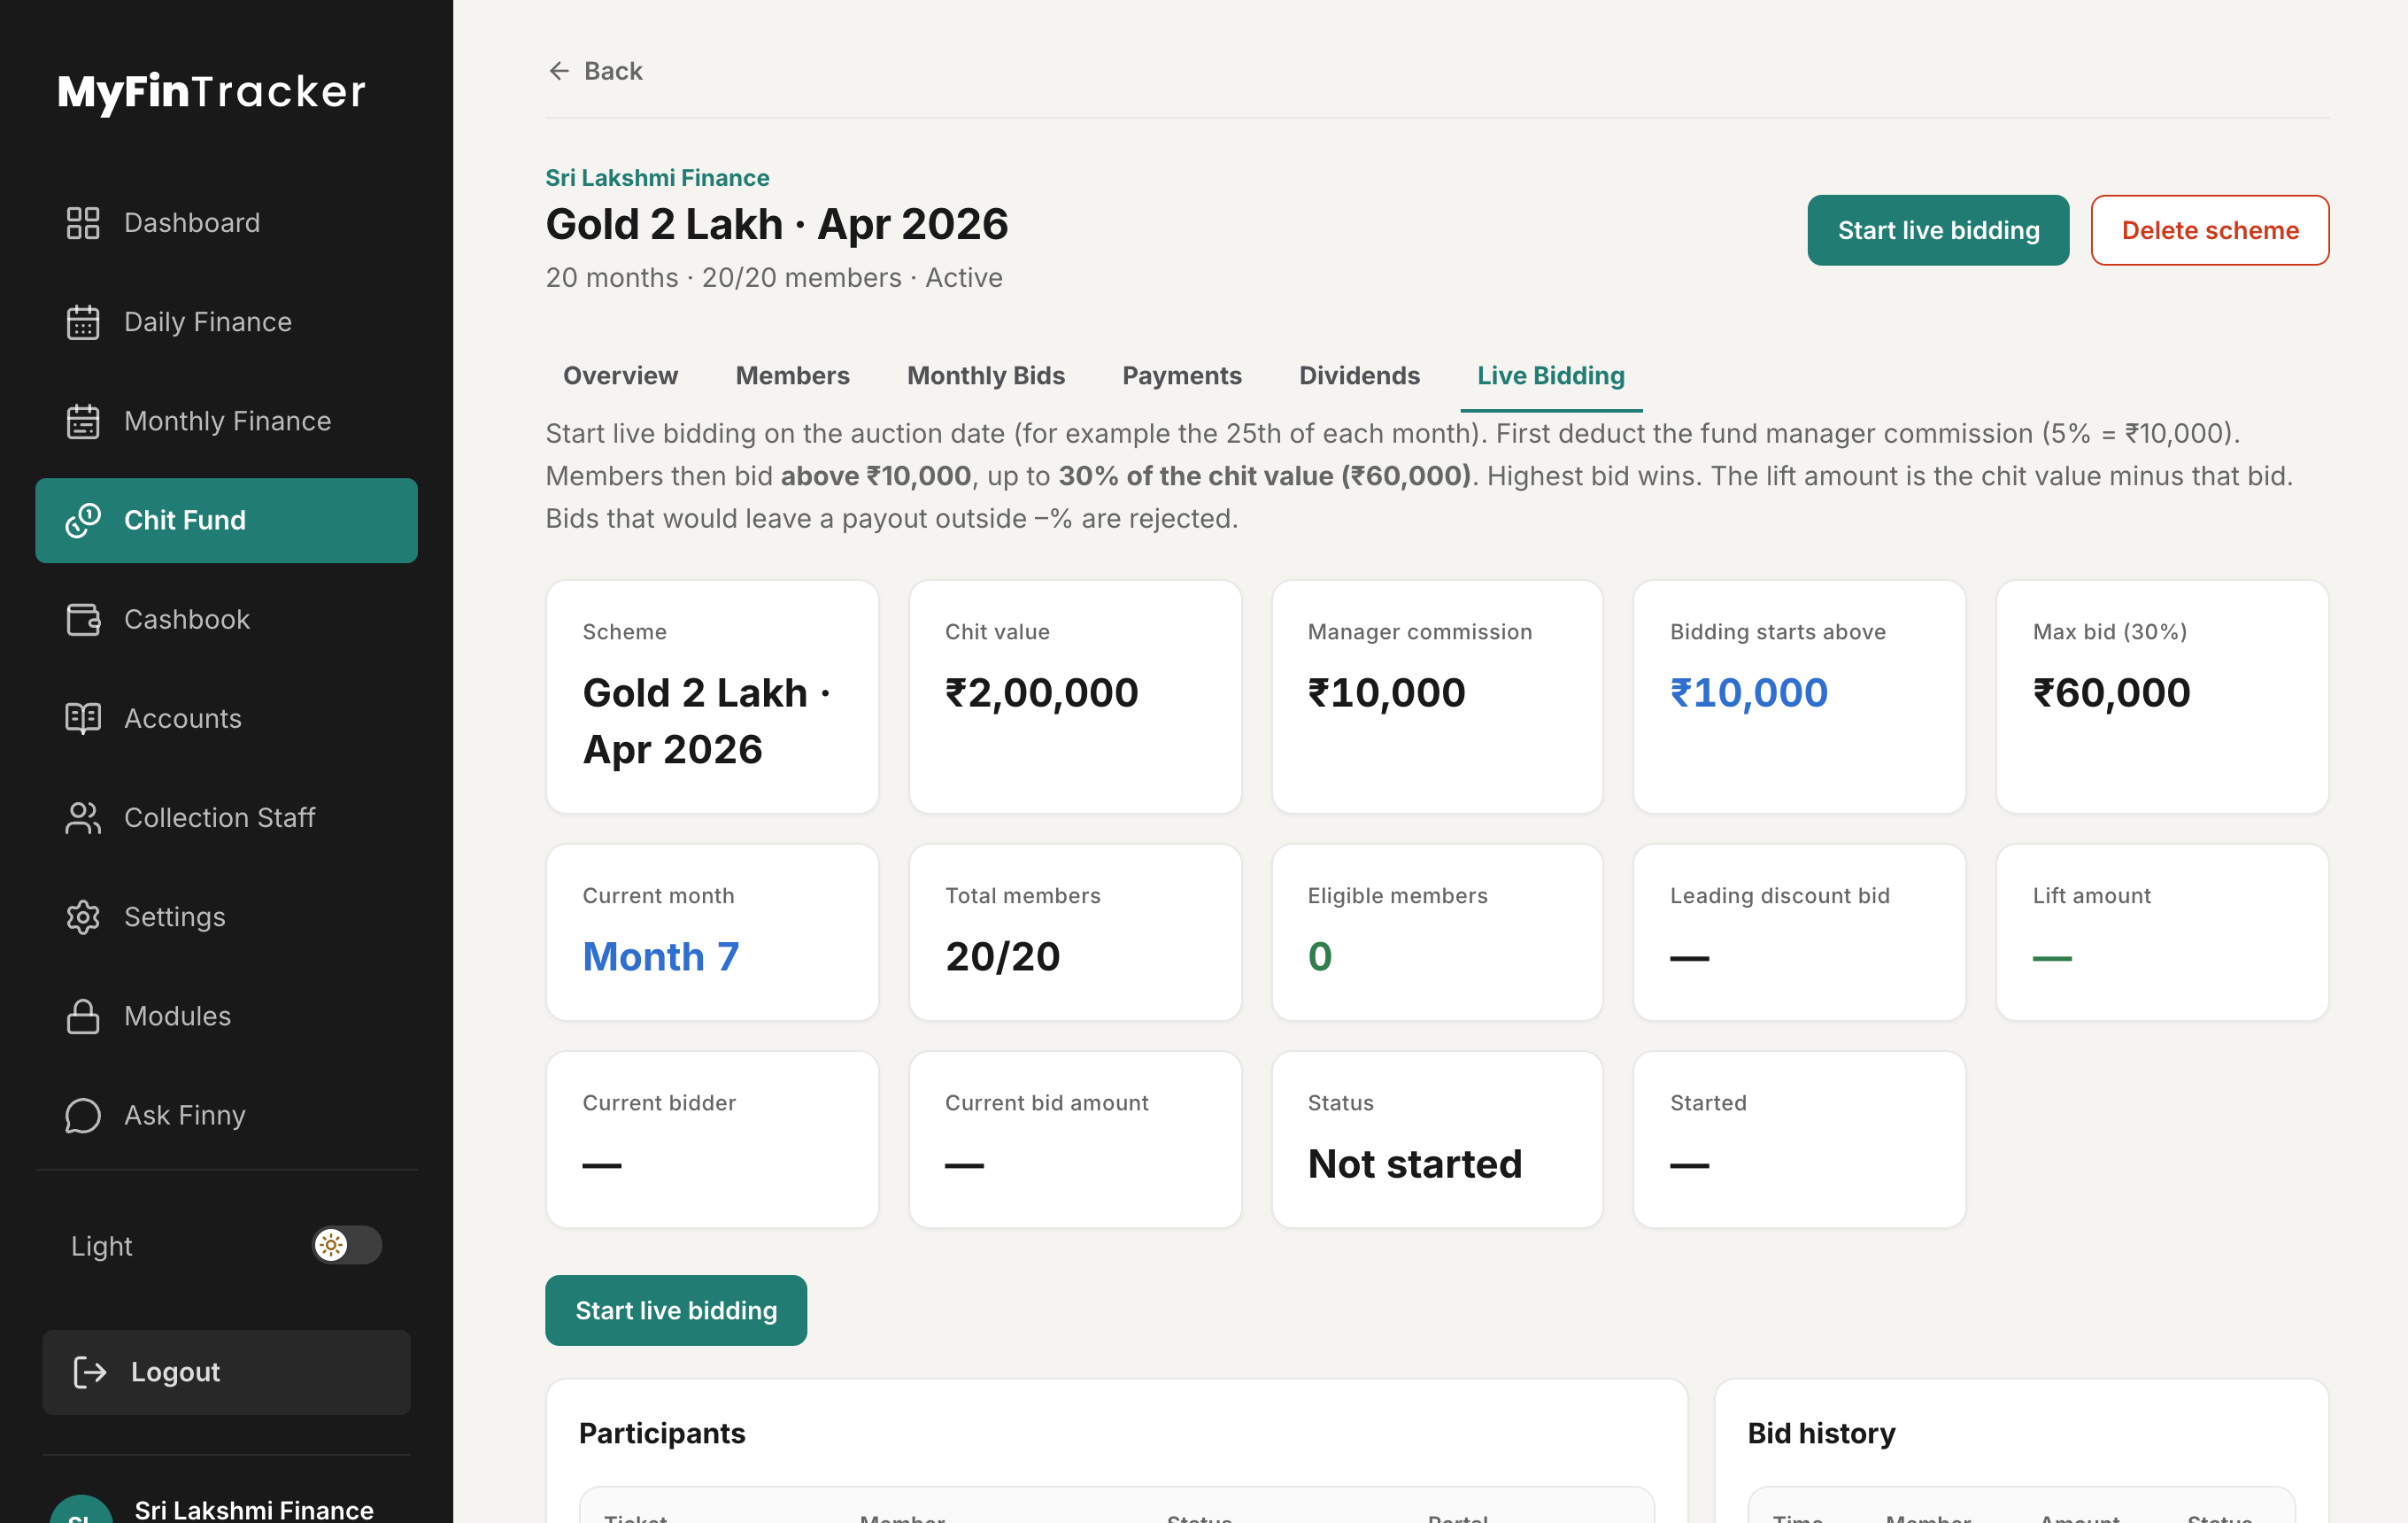 MyFinTracker
Dashboard
Daily Finance
Monthly Finance
Chit Fund
Cashbook
Accounts
Collection Staff
Settings
Modules
Ask Finny
Light
Logout
Sri Lakshmi Finance
Back
Sri Lakshmi Finance
Gold 2 Lakh · Apr 2026
20 months · 20/20 members · Active
Start live bidding
Delete scheme
Overview Members Monthly Bids Payments Dividends Live Bidding
Start live bidding on the auction date (for example the 25th of each month). First deduct the fund manager commission (5% = ₹10,000).
Members then bid above ₹10,000, up to 30% of the chit value (₹60,000). Highest bid wins. The lift amount is the chit value minus that bid.
Bids that would leave a payout outside –% are rejected.
Scheme
Gold 2 Lakh ·
Apr 2026
Chit value
₹2,00,000
Manager commission
₹10,000
Bidding starts above
₹10,000
Max bid (30%)
₹60,000
Current month
Month 7
Total members
20/20
Eligible members
0
Leading discount bid
—
Lift amount
—
Current bidder
—
Current bid amount
—
Status
Not started
Started
—
Start live bidding
Participants
Ticket Member Status Portal
Bid history
Time Member Amount Status